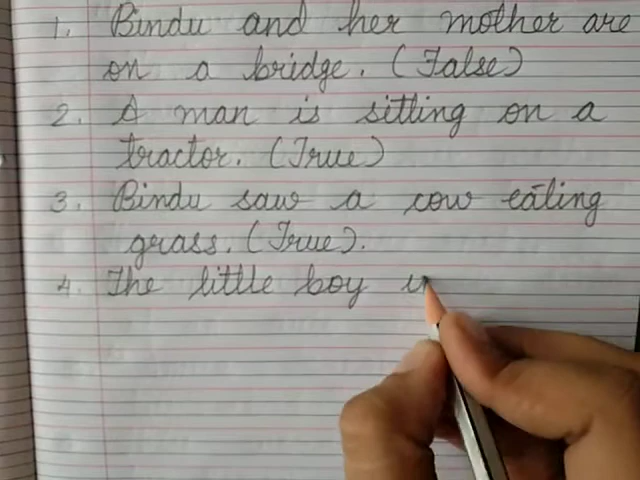 1. Bindu and her mother are
on a bridge. (False)
2. A man is sitting on a
tractor. (True)
3. Bindu saw a cow eating
grass. (True).
4. The little boy